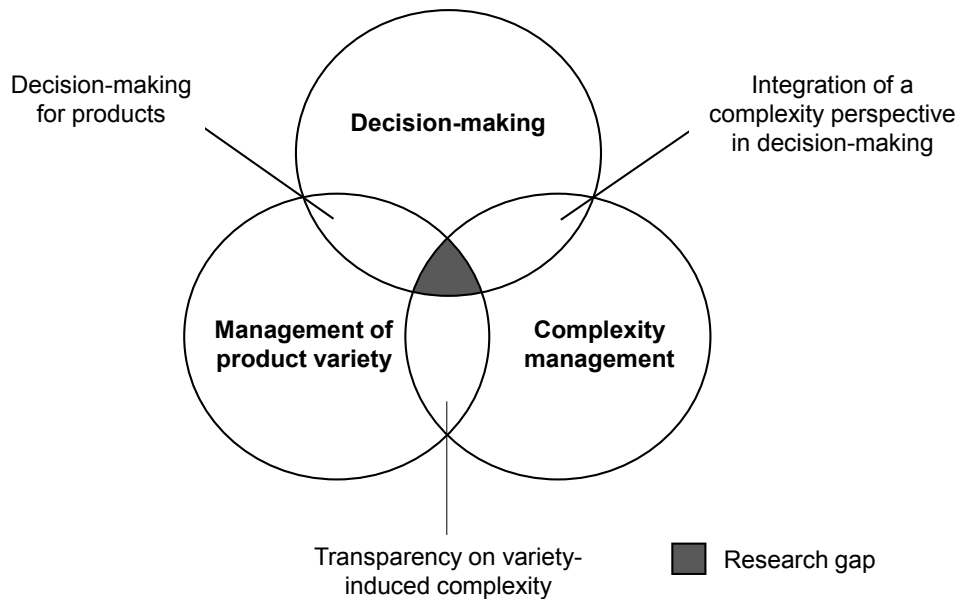 Decision-making
for products
Integration of a
complexity perspective
in decision-making
Decision-making
Management of
product variety
Complexity
management
Transparency on variety-
induced complexity
Research gap